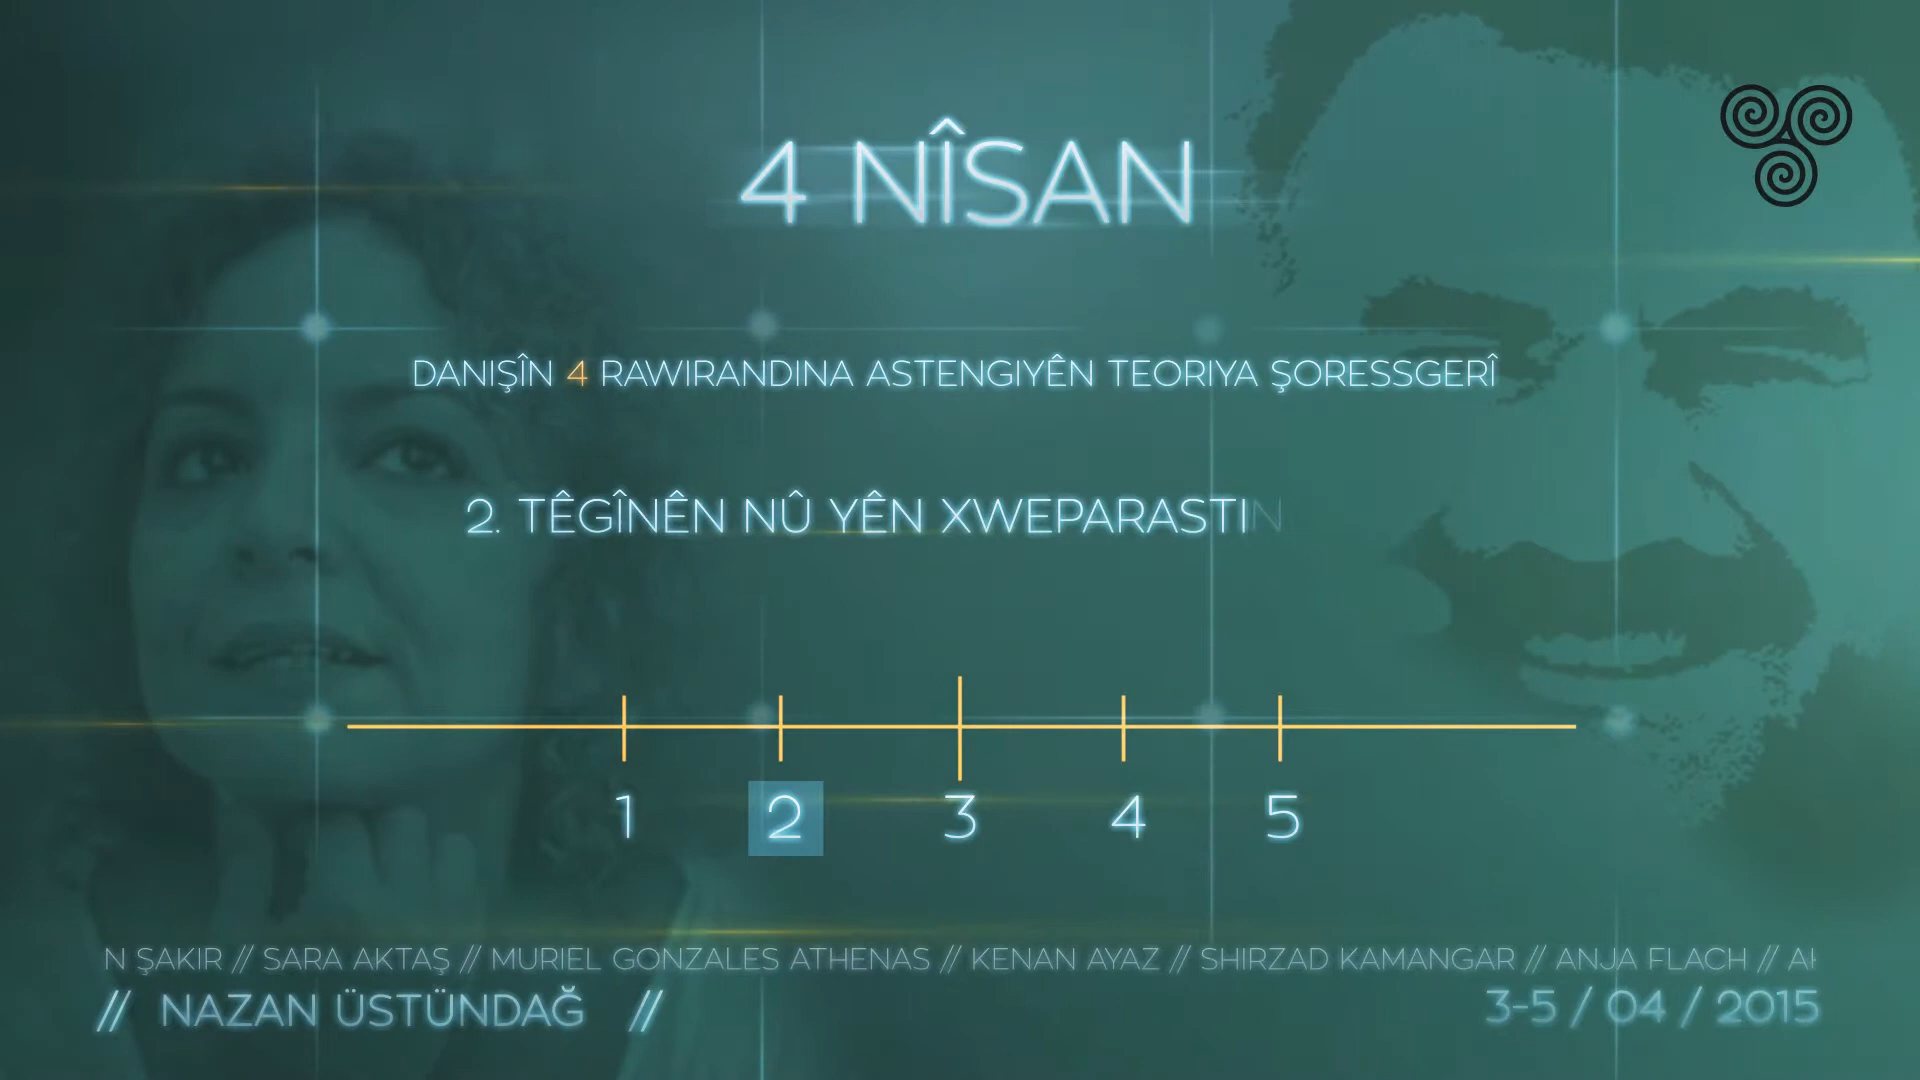 4 NÎSAN
DANIŞÎN 4 RAWIRANDINA ASTENGIYÊN TEORIYA ŞORESSGERÎ
2. TÊGÎNÊN NÛ YÊN XWEPARASTIN
1 2 3 4 5
N ŞAKIR // SARA AKTAŞ // MURIEL GONZALES ATHENAS // KENAN AYAZ // SHIRZAD KAMANGAR // ANJA FLACH //
// NAZAN ÜSTÜNDAĞ //
3-5 / 04 / 2015